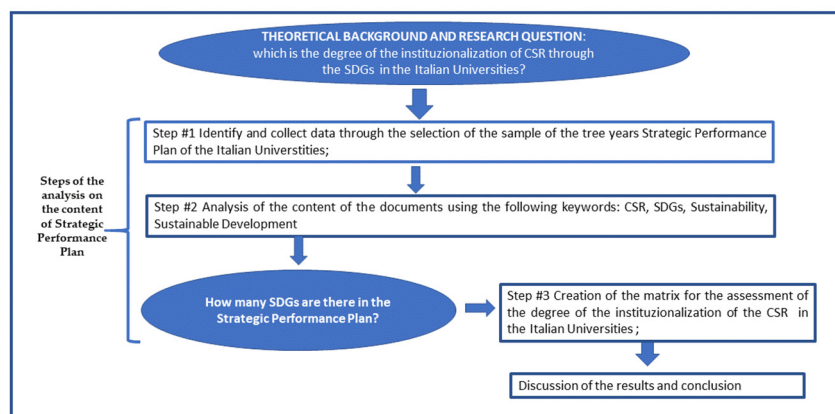 THEORETICAL BACKGROUND AND RESEARCH QUESTION:
which is the degree of the instituzionalization of CSR through
the SDGs in the Italian Universities?
Step #1 Identify and collect data through the selection of the sample of the tree years Strategic Performance
Plan of the Italian Universtities;
Steps of the
analysis on
the content
of Strategic
Performance
Plan
Step #2 Analysis of the content of the documents using the following keywords: CSR, SDGs, Sustainability,
Sustainable Development
How many SDGs are there in the
Strategic Performance Plan?
Step #3 Creation of the matrix for the assessment of
the degree of the instituzionalization of the CSR in
the Italian Universities ;
Discussion of the results and conclusion